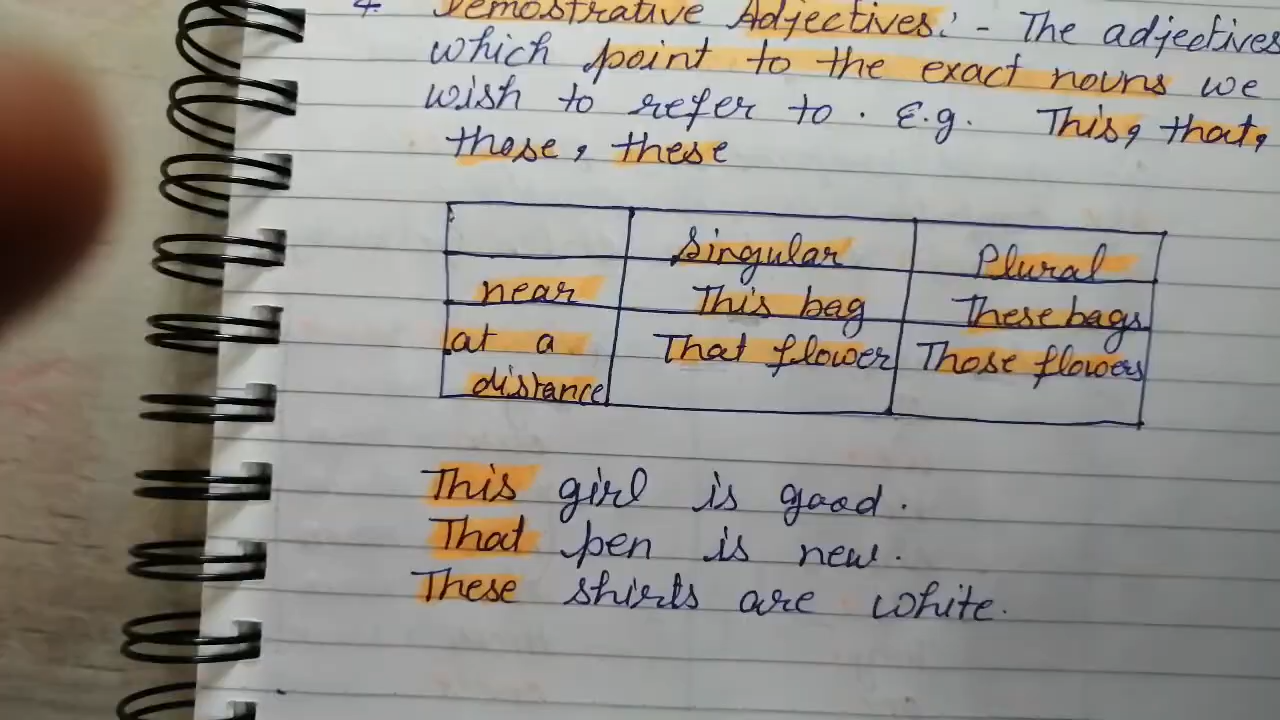 4. Demostrative Adjectives:- The adjectives
which point to the exact nouns we
wish to refer to. E.g. This, that,
those, these
Singular Plural
near This bag These bags
at a That flower Those flowers
distance
This girl is good.
That pen is new.
These shirts are white.